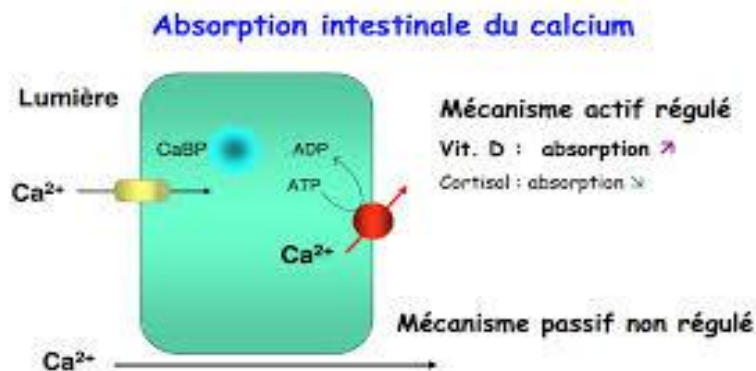 Absorption intestinale du calcium
Lumière
Mécanisme actif régulé
CaBP
ADP
Vit. D : absorption ↗
ATP
Cortisol : absorption ↘
Ca²⁺
Ca²⁺
Mécanisme passif non régulé
Ca²⁺